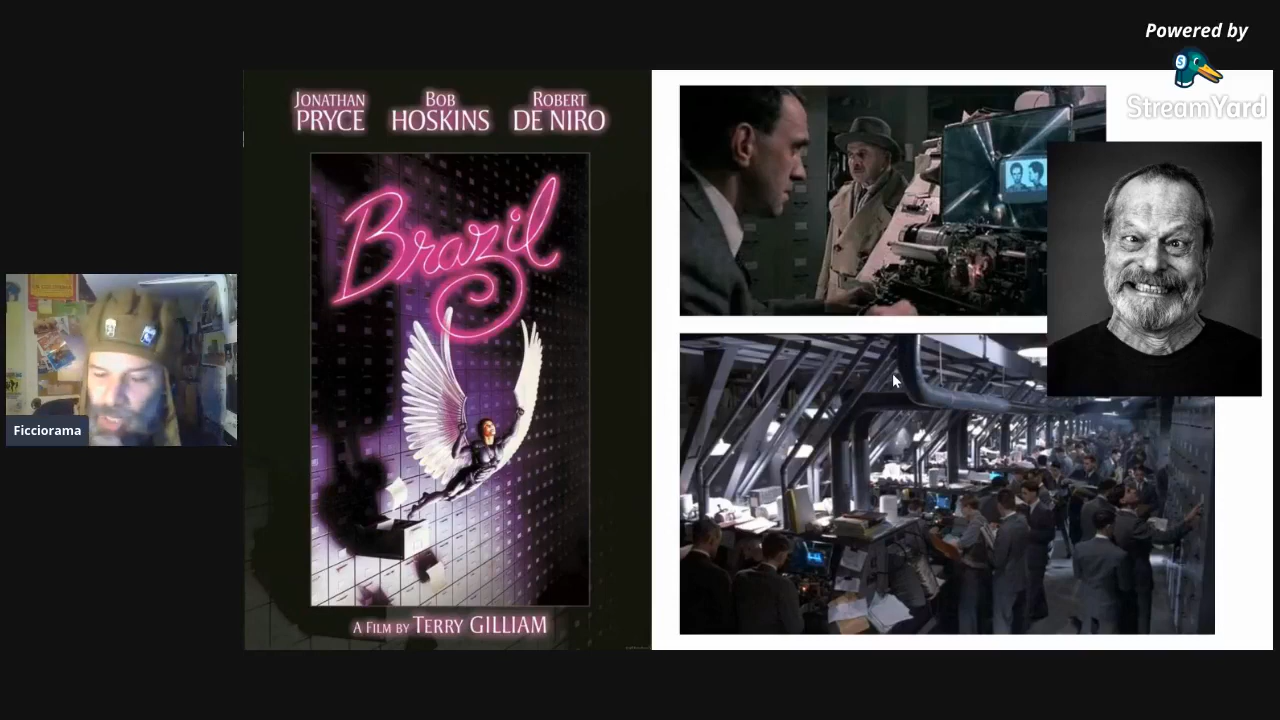 Powered by
StreamYard
JONATHAN PRYCE
BOB HOSKINS
ROBERT DE NIRO
Brazil
A FILM BY TERRY GILLIAM
Ficciorama